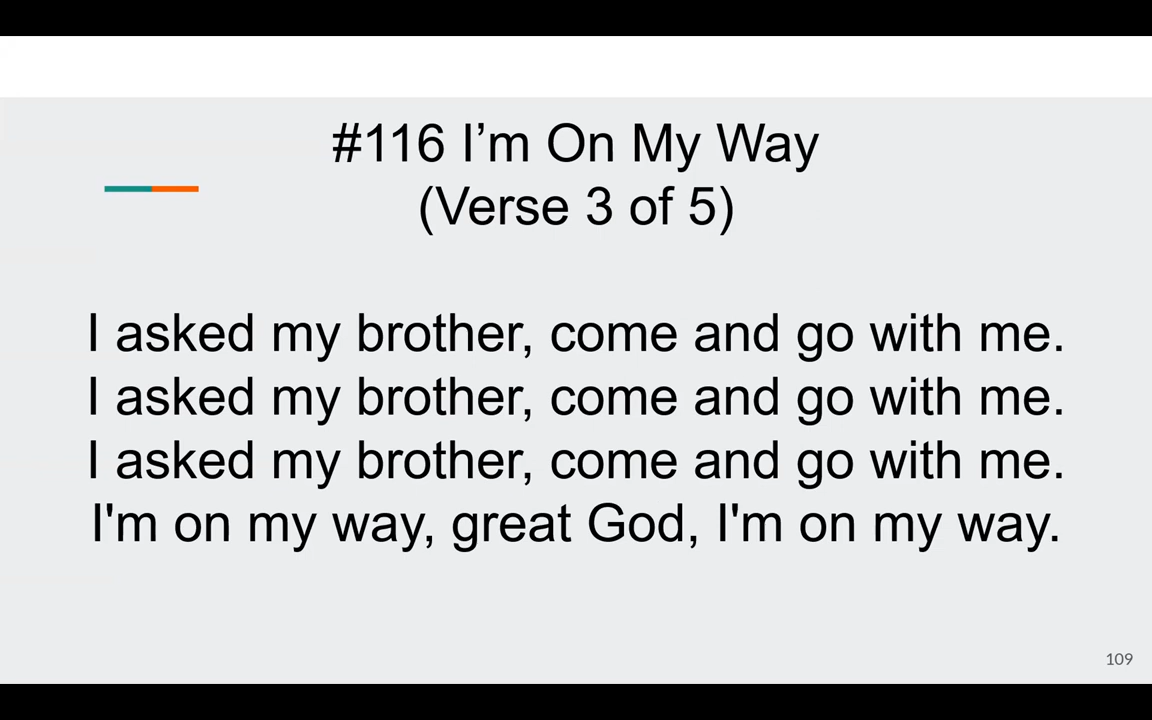 #116 I’m On My Way
(Verse 3 of 5)
I asked my brother, come and go with me.
I asked my brother, come and go with me.
I asked my brother, come and go with me.
I'm on my way, great God, I'm on my way.
109